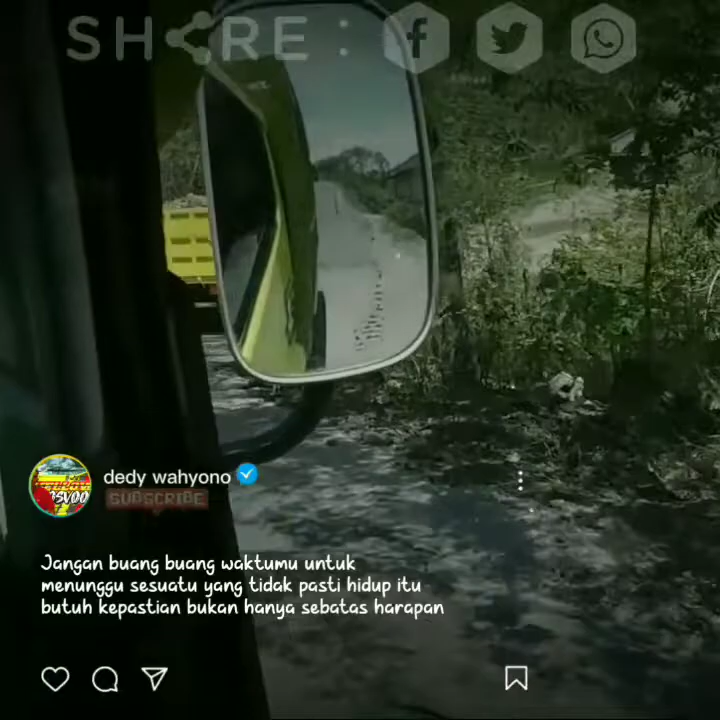 SHARE :
dedy wahyono
SUBSCRIBE
Jangan buang buang waktumu untuk
menunggu sesuatu yang tidak pasti hidup itu
butuh kepastian bukan hanya sebatas harapan